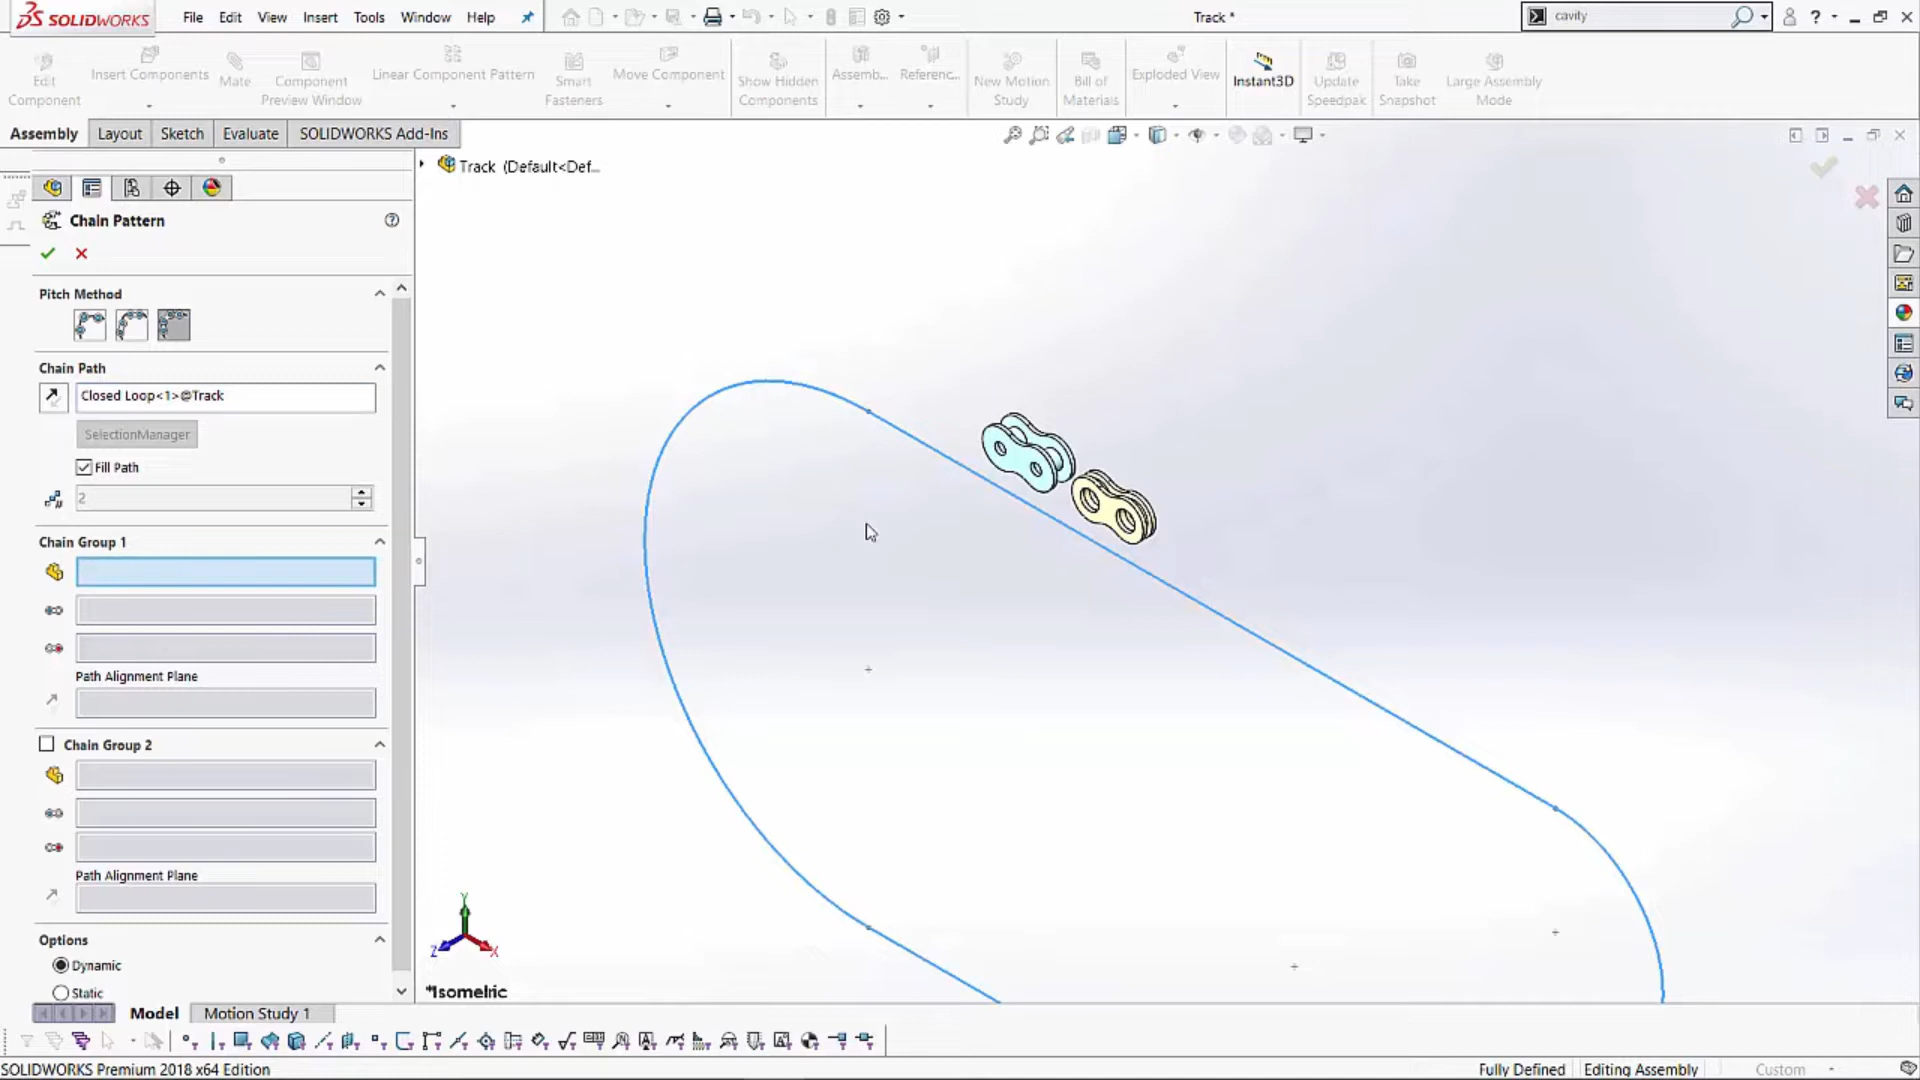 SOLIDWORKS File Edit View Insert Tools Window Help Track * cavity
Edit Component
Insert Components
Mate
Component Preview Window
Linear Component Pattern
Smart Fasteners
Move Component
Show Hidden Components
Assemb...
Referenc...
New Motion Study
Bill of Materials
Exploded View
Instant3D
Update Speedpak
Take Snapshot
Large Assembly Mode
Assembly Layout Sketch Evaluate SOLIDWORKS Add-Ins
Track (Default<Def...
Chain Pattern
Pitch Method
Chain Path
Closed Loop<1>@Track
SelectionManager
Fill Path
2
Chain Group 1
Path Alignment Plane
Chain Group 2
Path Alignment Plane
Options
Dynamic
Static
Y
Z X
*Isometric
Model Motion Study 1
SOLIDWORKS Premium 2018 x64 Edition Fully Defined Editing Assembly Custom